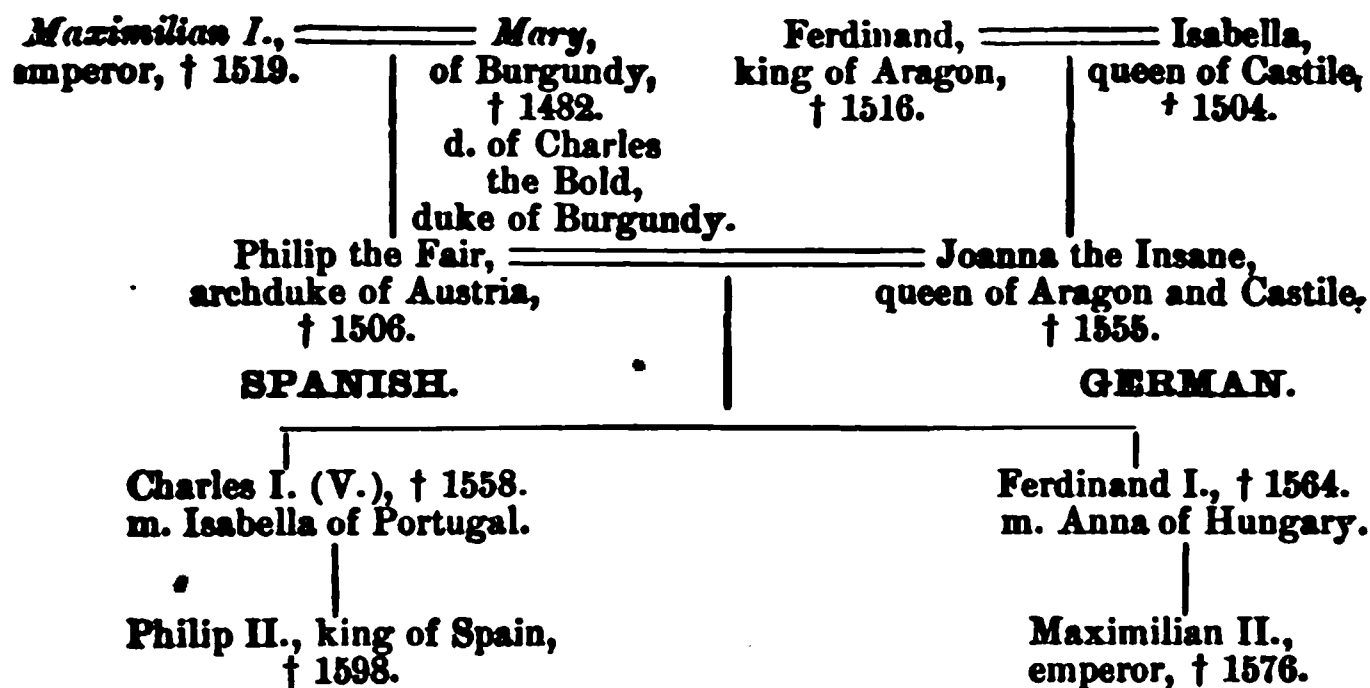 Maximilian I., Mary, Ferdinand, Isabella,
emperor, † 1519. of Burgundy, king of Aragon, queen of Castile,
† 1482. † 1516. † 1504.
d. of Charles
the Bold,
duke of Burgundy.
Philip the Fair, Joanna the Insane,
archduke of Austria, queen of Aragon and Castile,
† 1506. † 1555.
SPANISH. GERMAN.
Charles I. (V.), † 1558. Ferdinand I., † 1564.
m. Isabella of Portugal. m. Anna of Hungary.
Philip II., king of Spain, Maximilian II.,
† 1598. emperor, † 1576.